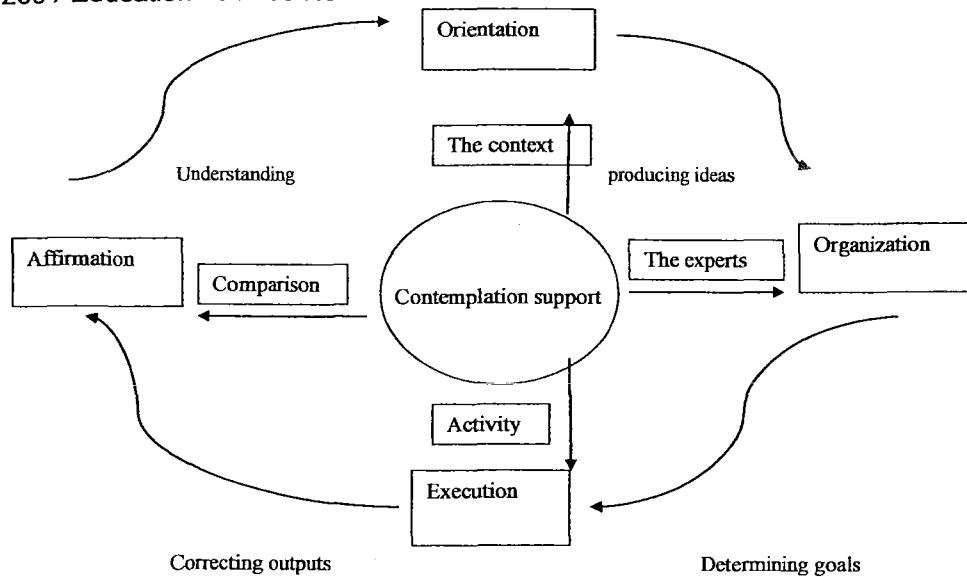 Orientation
The context
Understanding
producing ideas
Affirmation
Organization
The experts
Comparison
Contemplation support
Activity
Execution
Correcting outputs
Determining goals